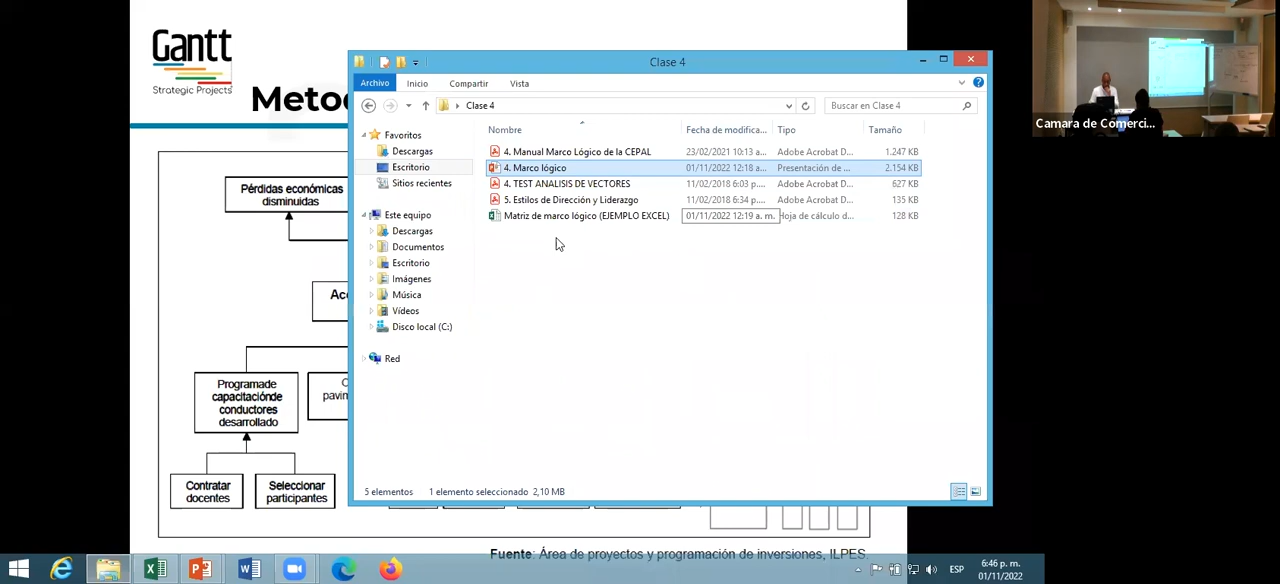 Gantt
Strategic Projects
Pérdidas económicas
disminuidas
Programade
capacitaciónde
conductores
desarrollado
Contratar
docentes
Seleccionar
participantes
Fuente: Área de proyectos y programación de inversiones, ILPES.
Clase 4
Archivo
Inicio
Compartir
Vista
Clase 4
Buscar en Clase 4
Favoritos
Descargas
Escritorio
Sitios recientes
Este equipo
Descargas
Documentos
Escritorio
Imágenes
Música
Vídeos
Disco local (C:)
Red
Nombre Fecha de modifica... Tipo Tamaño
4. Manual Marco Lógico de la CEPAL 23/02/2021 10:13 a... Adobe Acrobat D... 1.247 KB
4. Marco lógico 01/11/2022 12:18 a... Presentación de ... 2.154 KB
4. TEST ANALISIS DE VECTORES 11/02/2018 6:03 p.... Adobe Acrobat D... 627 KB
5. Estilos de Dirección y Liderazgo 11/02/2018 6:34 p.... Adobe Acrobat D... 135 KB
Matriz de marco lógico (EJEMPLO EXCEL) 01/11/2022 12:19 a. m. Hoja de cálculo d... 128 KB
5 elementos 1 elemento seleccionado 2,10 MB
Camara de Comerci...
ESP
6:46 p. m.
01/11/2022